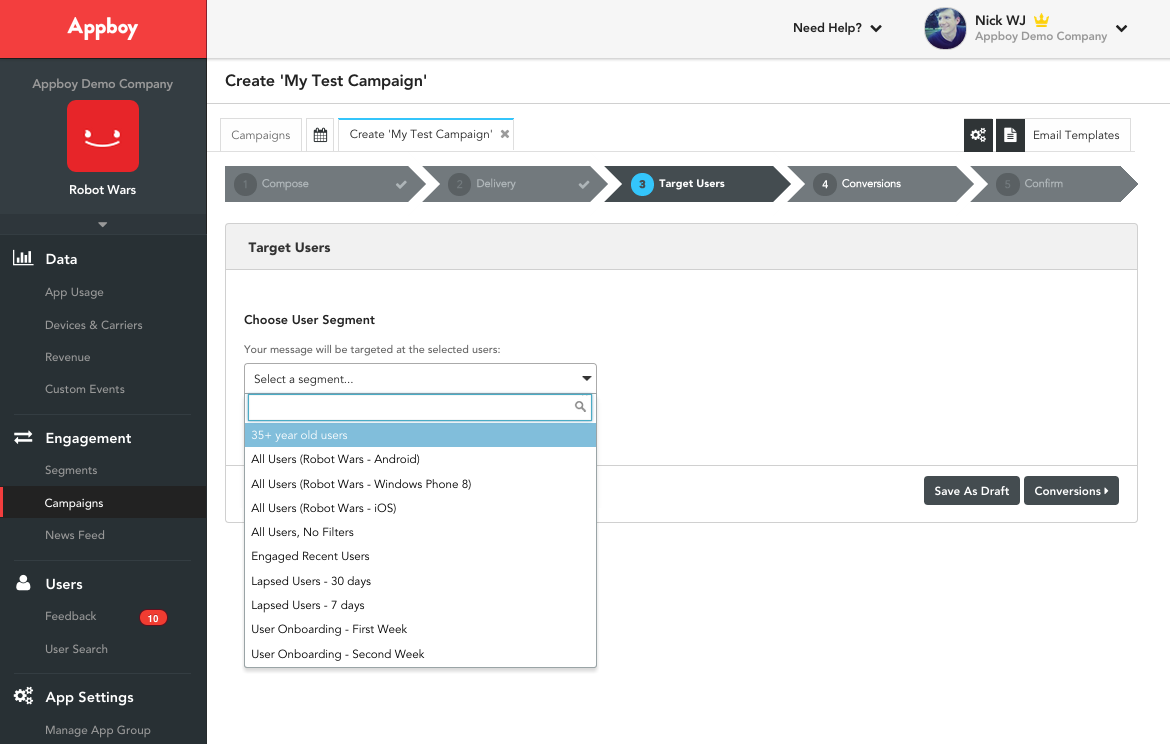 Appboy
Need Help?
Nick WJ
Appboy Demo Company
Appboy Demo Company
Robot Wars
Data
App Usage
Devices & Carriers
Revenue
Custom Events
Engagement
Segments
Campaigns
News Feed
Users
Feedback 10
User Search
App Settings
Manage App Group
Create 'My Test Campaign'
Campaigns
Create 'My Test Campaign'
Email Templates
1 Compose
2 Delivery
3 Target Users
4 Conversions
5 Confirm
Target Users
Choose User Segment
Your message will be targeted at the selected users:
Select a segment...
35+ year old users
All Users (Robot Wars - Android)
All Users (Robot Wars - Windows Phone 8)
All Users (Robot Wars - iOS)
All Users, No Filters
Engaged Recent Users
Lapsed Users - 30 days
Lapsed Users - 7 days
User Onboarding - First Week
User Onboarding - Second Week
Save As Draft
Conversions